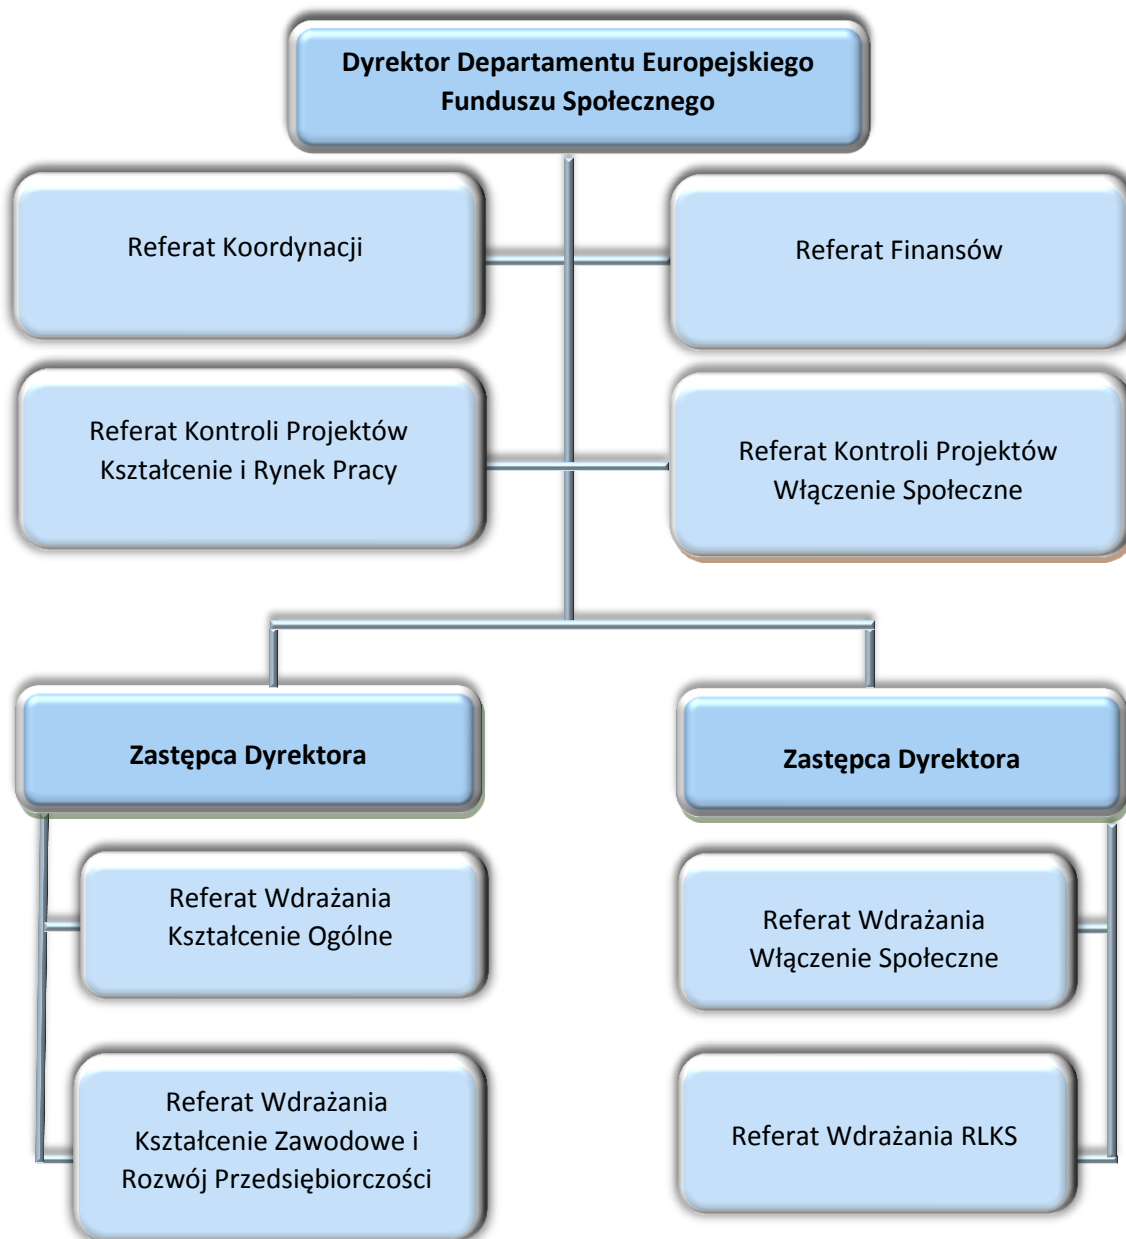 Dyrektor Departamentu Europejskiego
Funduszu Społecznego
Referat Koordynacji
Referat Finansów
Referat Kontroli Projektów
Kształcenie i Rynek Pracy
Referat Kontroli Projektów
Włączenie Społeczne
Zastępca Dyrektora
Zastępca Dyrektora
Referat Wdrażania
Kształcenie Ogólne
Referat Wdrażania
Włączenie Społeczne
Referat Wdrażania
Kształcenie Zawodowe i
Rozwój Przedsiębiorczości
Referat Wdrażania RLKS